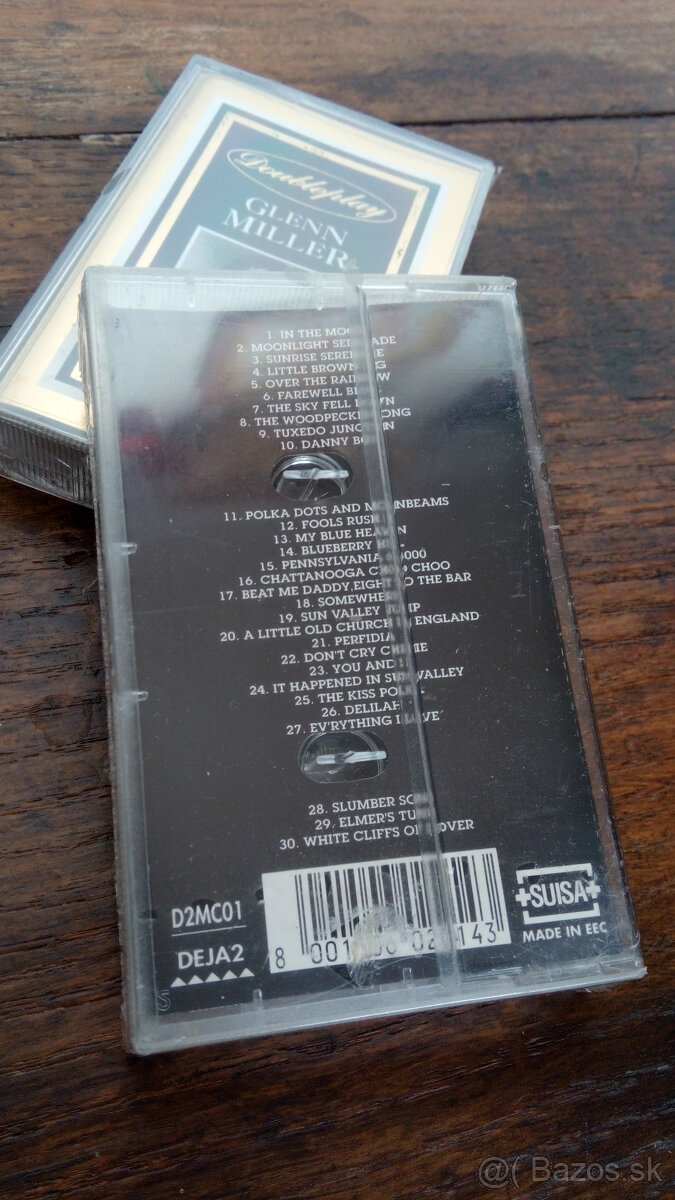 Doubleplay
GLENN
MILLER
1. IN THE MOOD
2. MOONLIGHT SERENADE
3. SUNRISE SERENADE
4. LITTLE BROWN JUG
5. OVER THE RAINBOW
6. FAREWELL BLUES
7. THE SKY FELL DOWN
8. THE WOODPECKER SONG
9. TUXEDO JUNCTION
10. DANNY BOY
11. POLKA DOTS AND MOONBEAMS
12. FOOLS RUSH
13. MY BLUE HEAVEN
14. BLUEBERRY HILL
15. PENNSYLVANIA 6-5000
16. CHATTANOOGA CHOO CHOO
17. BEAT ME DADDY, EIGHT TO THE BAR
18. SOMEWHERE
19. SUN VALLEY JUMP
20. A LITTLE OLD CHURCH IN ENGLAND
21. PERFIDIA
22. DON'T CRY CHERIE
23. YOU AND I
24. IT HAPPENED IN SUN VALLEY
25. THE KISS POLKA
26. DELILAH
27. EV'RYTHING I LOVE
28. SLUMBER SONG
29. ELMER'S TUNE
30. WHITE CLIFFS OF DOVER
D2MC01
DEJA2
8
SUISA
MADE IN EEC
@( Bazos.sk